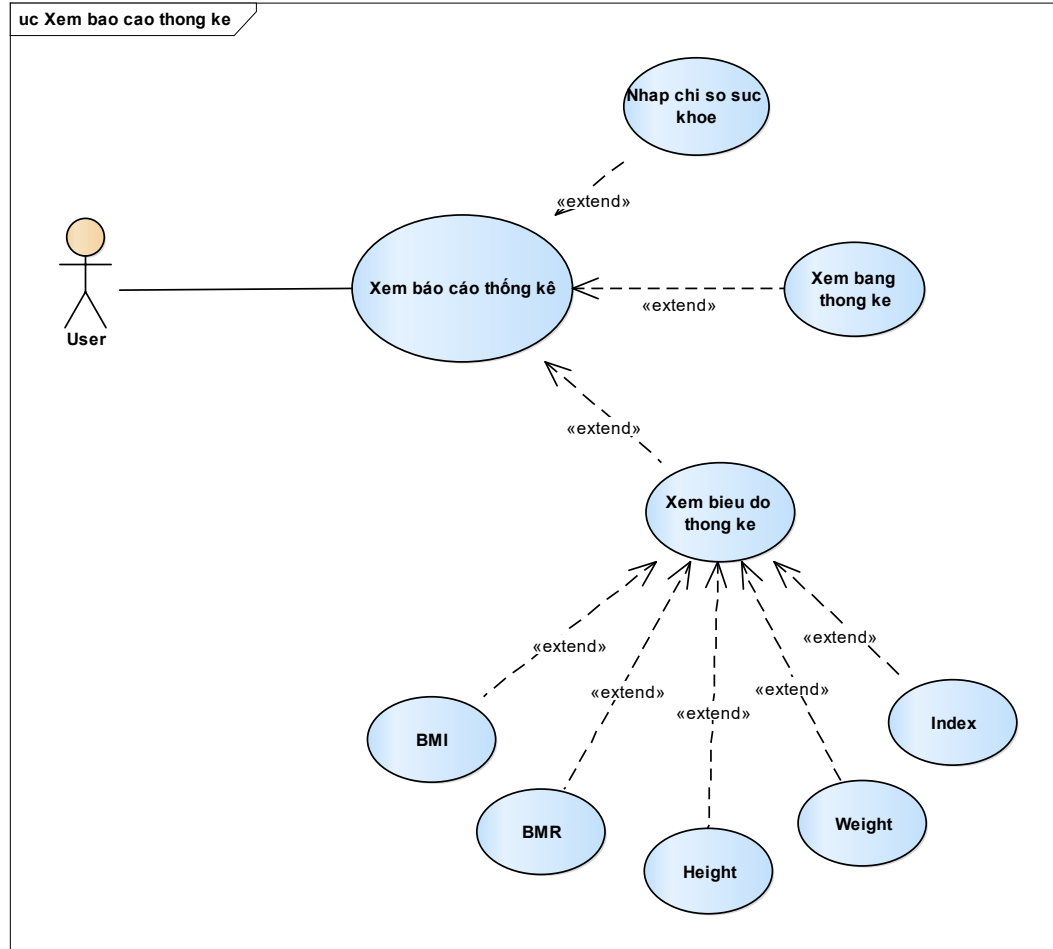 uc Xem bao cao thong ke
Nhap chi so suc
khoe
«extend»
User
Xem báo cáo thống kê
«extend»
Xem bang
thong ke
«extend»
Xem bieu do
thong ke
«extend»
«extend»
«extend»
«extend»
«extend»
BMI
BMR
Height
Weight
Index